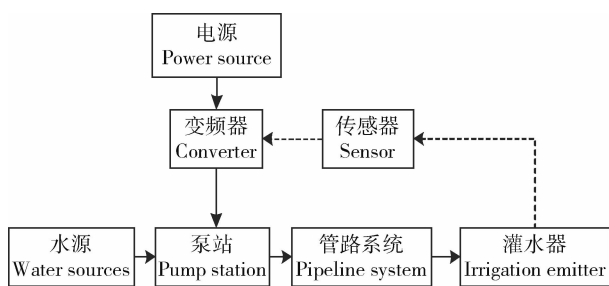 电源
Power source
变频器
Converter
传感器
Sensor
水源
Water sources
泵站
Pump station
管路系统
Pipeline system
灌水器
Irrigation emitter